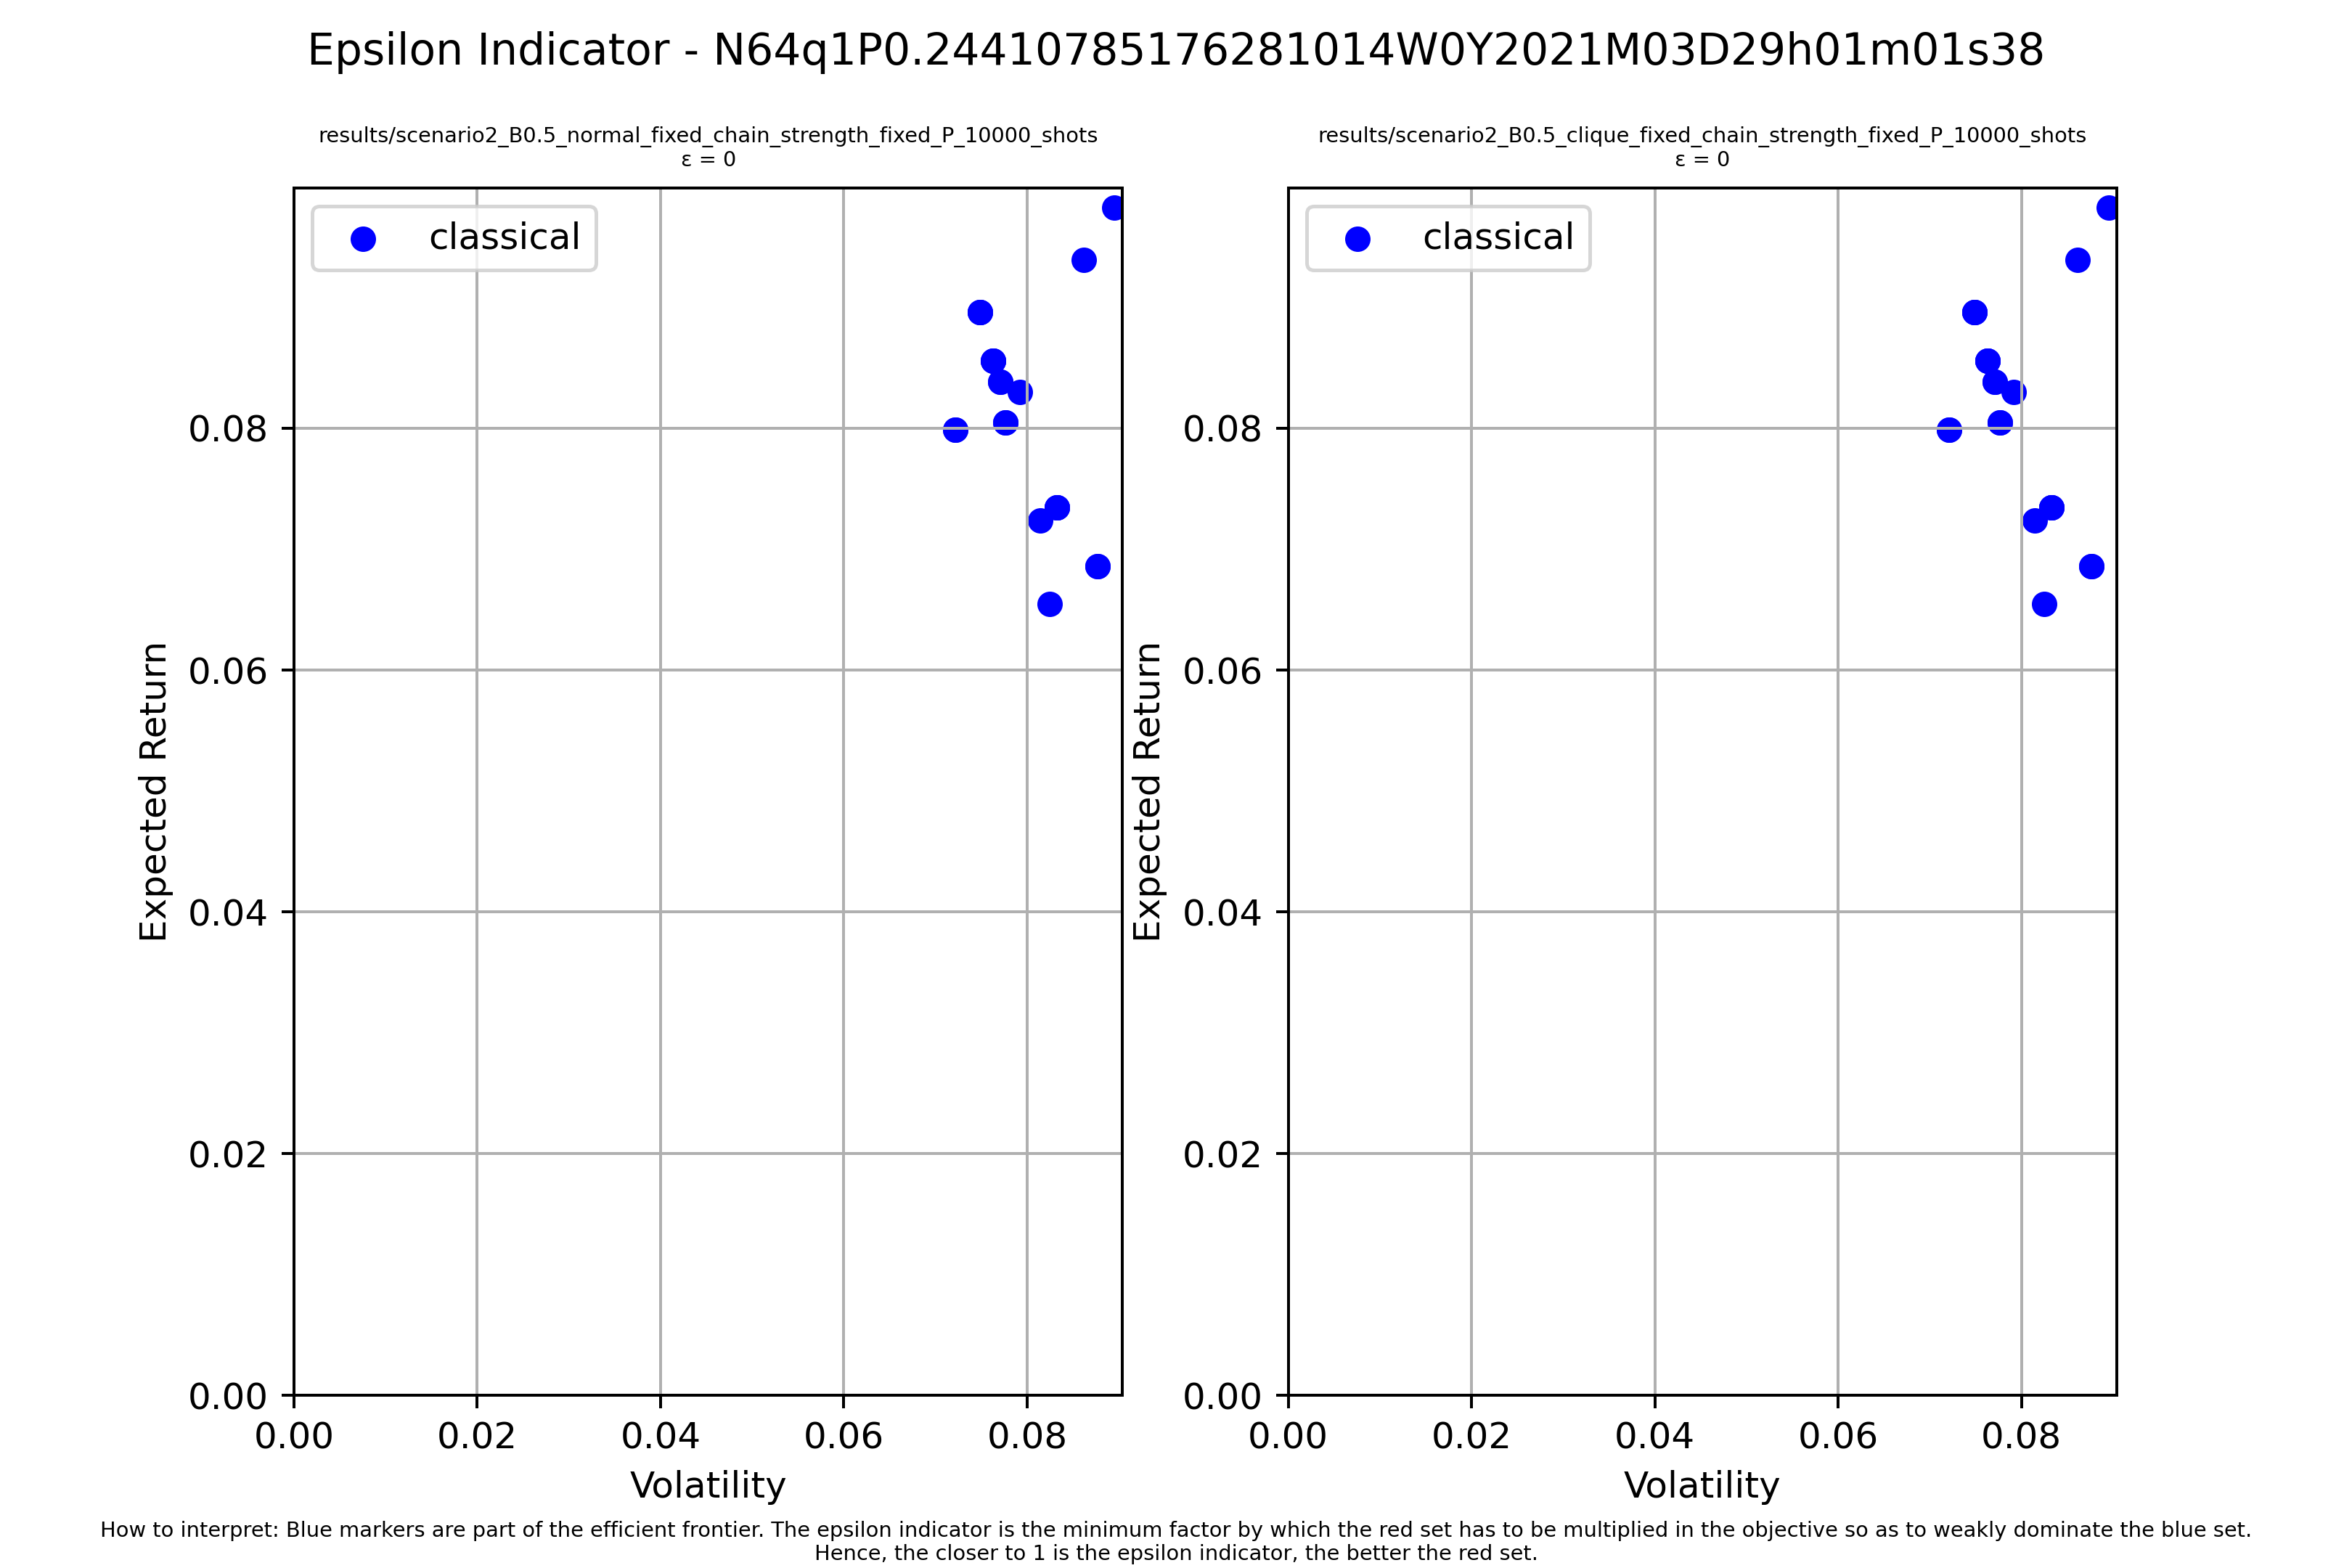 Epsilon Indicator - N64q1P0.24410785176281014W0Y2021M03D29h01m01s38
results/scenario2_B0.5_normal_fixed_chain_strength_fixed_P_10000_shots
ε = 0
classical
0.08
0.06
0.04
0.02
0.00
Expected Return
0.00 0.02 0.04 0.06 0.08
Volatility
results/scenario2_B0.5_clique_fixed_chain_strength_fixed_P_10000_shots
ε = 0
classical
0.08
0.06
0.04
0.02
0.00
Expected Return
0.00 0.02 0.04 0.06 0.08
Volatility
How to interpret: Blue markers are part of the efficient frontier. The epsilon indicator is the minimum factor by which the red set has to be multiplied in the objective so as to weakly dominate the blue set.
Hence, the closer to 1 is the epsilon indicator, the better the red set.